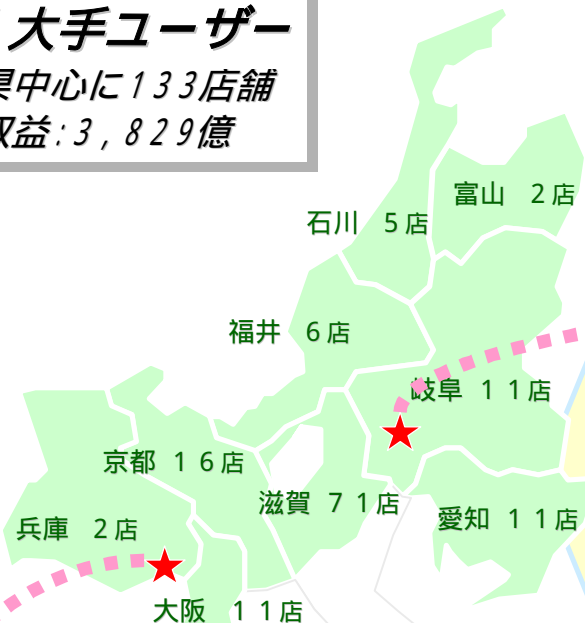 大手ユーザー
県中心に133店舗
収益:3,829億
富山 2店
石川 5店
福井 6店
岐阜 11店
京都 16店
滋賀 71店
愛知 11店
兵庫 2店
大阪 11店